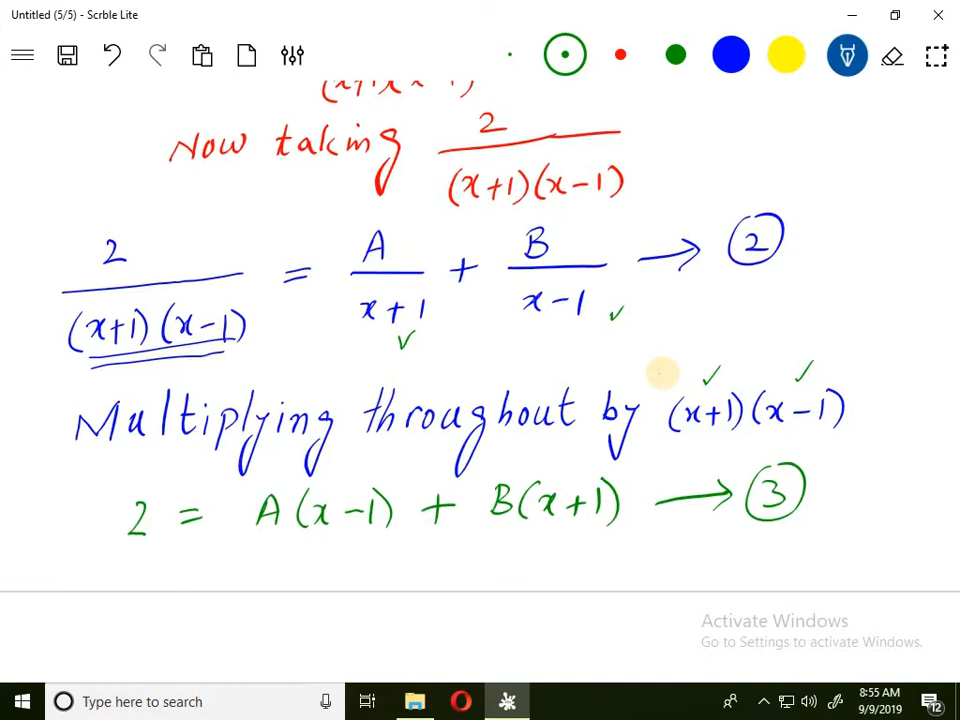 Untitled (5/5) - Scrble Lite
Now taking 2/((x+1)(x-1))
2/((x+1)(x-1)) = A/(x+1) + B/(x-1) → ②
✓ ✓
✓ ✓
Multiplying throughout by (x+1)(x-1)
2 = A(x-1) + B(x+1) → ③
Activate Windows
Go to Settings to activate Windows.
Type here to search
8:55 AM
9/9/2019
12